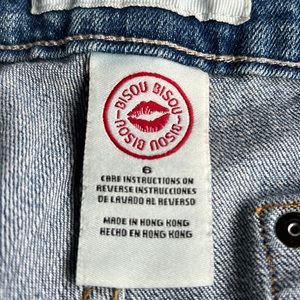 BISOU BISOU
BISOU BISOU
6
CARE INSTRUCTIONS ON
REVERSE INSTRUCCIONES
DE LAVADO AL REVERSO
MADE IN HONG KONG
HECHO EN HONG KONG